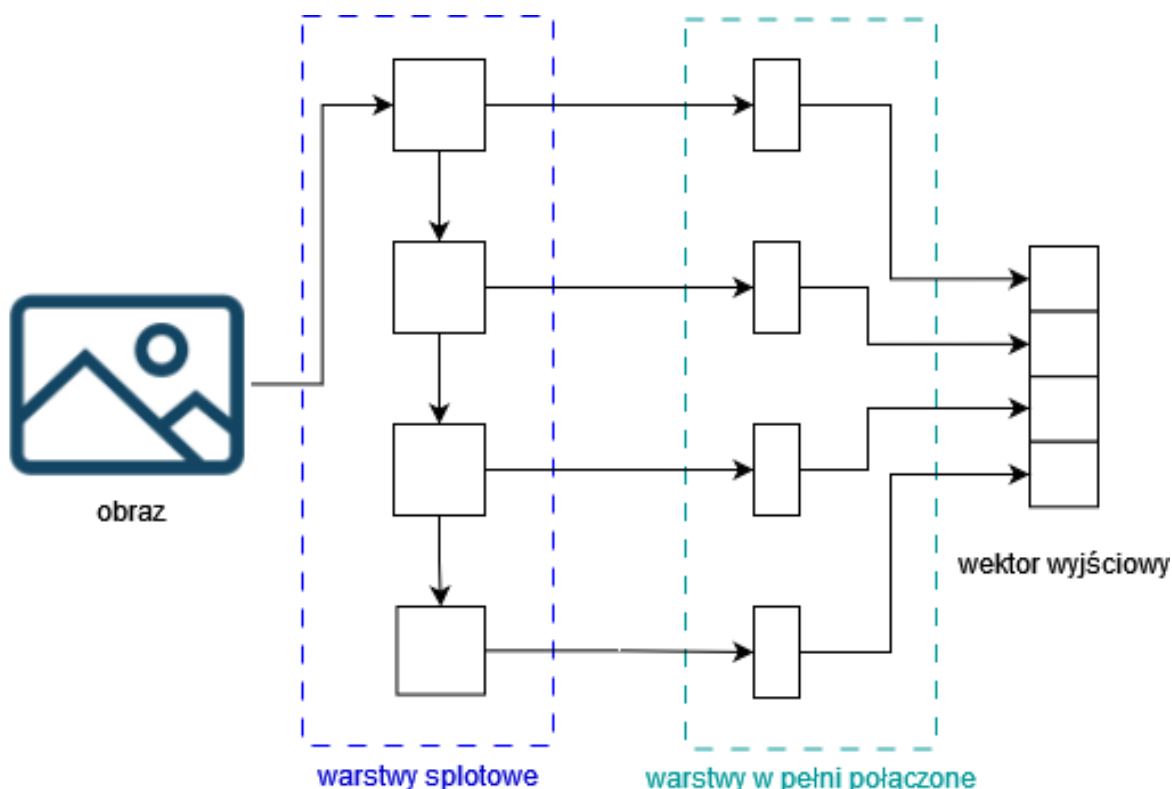 obraz
wektor wyjściowy
warstwy splotowe
warstwy w pełni połączone